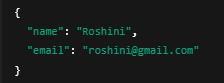 {
"name": "Roshini",
"email": "roshini@gmail.com"
}